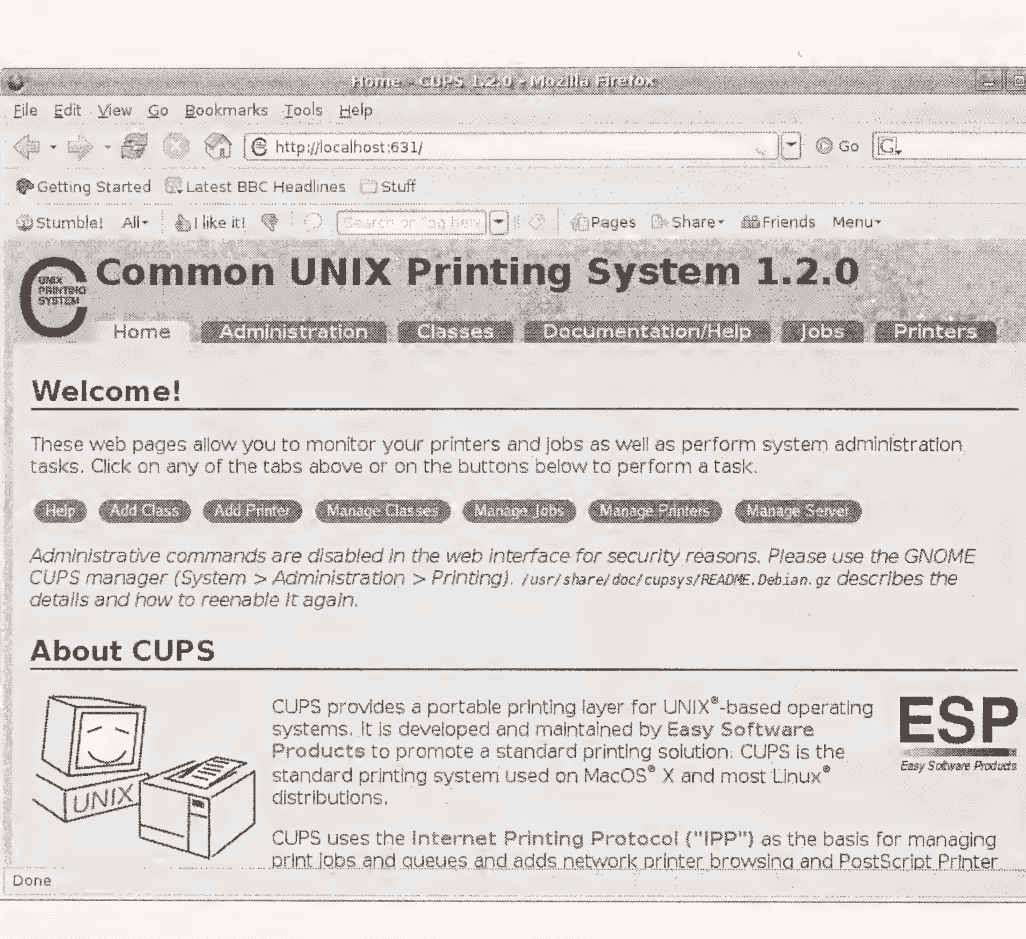 Home - CUPS 1.2.0 - Mozilla Firefox
File Edit View Go Bookmarks Tools Help
http://localhost:631/ Go G
Getting Started Latest BBC Headlines Stuff
Stumble! All I like it! Search or Tag here Pages Share Friends Menu
UNIX PRINTING SYSTEM
Common UNIX Printing System 1.2.0
Home Administration Classes Documentation/Help Jobs Printers
Welcome!
These web pages allow you to monitor your printers and jobs as well as perform system administration
tasks. Click on any of the tabs above or on the buttons below to perform a task.
Help Add Class Add Printer Manage Classes Manage Jobs Manage Printers Manage Server
Administrative commands are disabled in the web interface for security reasons. Please use the GNOME
CUPS manager (System > Administration > Printing). /usr/share/doc/cupsys/README.Debian.gz describes the
details and how to reenable it again.
About CUPS
UNIX
CUPS provides a portable printing layer for UNIX®-based operating
systems. It is developed and maintained by Easy Software
Products to promote a standard printing solution. CUPS is the
standard printing system used on MacOS® X and most Linux®
distributions.
ESP
Easy Software Products
CUPS uses the Internet Printing Protocol ("IPP") as the basis for managing
print jobs and queues and adds network printer browsing and PostScript Printer
Done